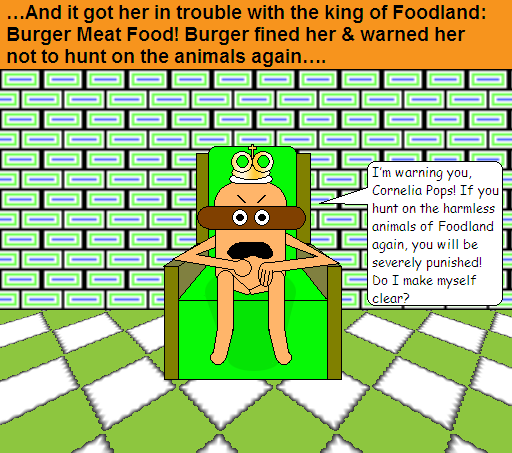 …And it got her in trouble with the king of Foodland:
Burger Meat Food! Burger fined her & warned her
not to hunt on the animals again….
I'm warning you,
Cornelia Pops! If you
hunt on the harmless
animals of Foodland
again, you will be
severely punished!
Do I make myself
clear?